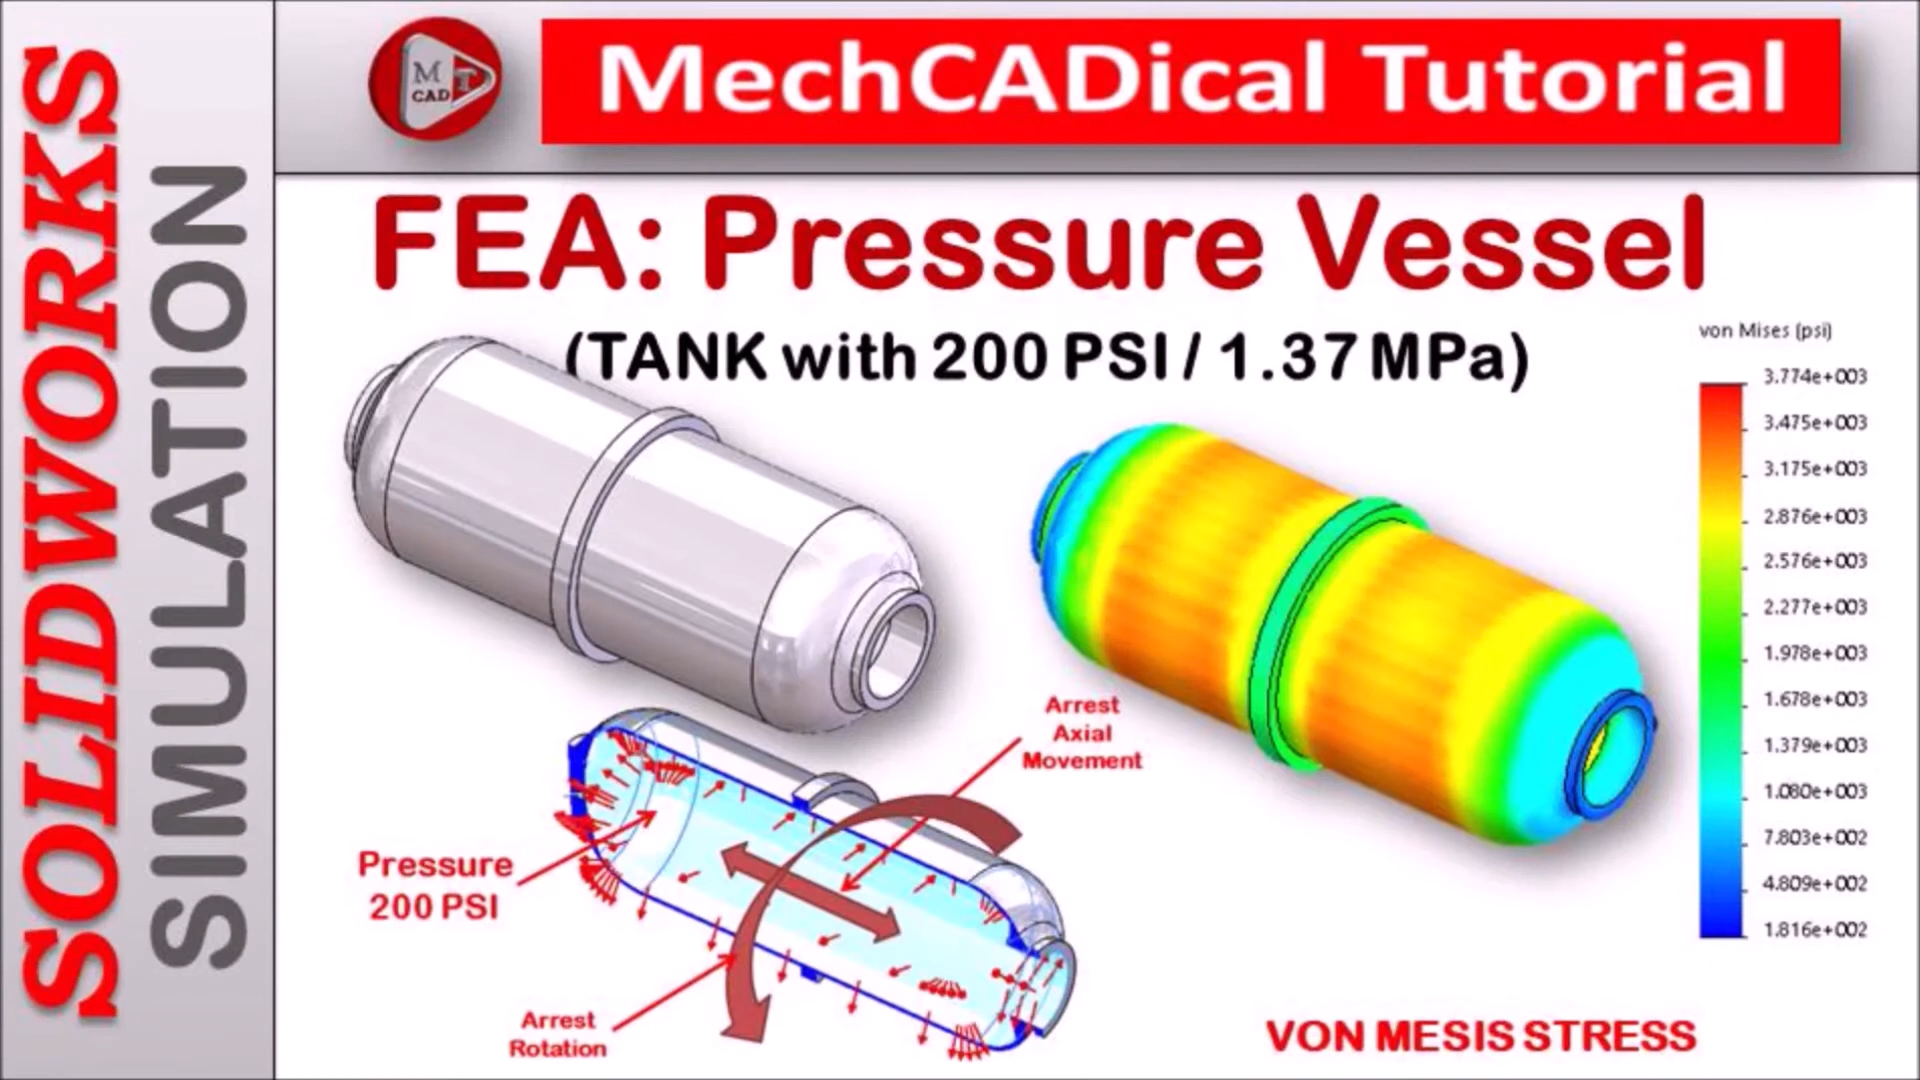 SOLIDWORKS
SIMULATION
M T
CAD
MechCADical Tutorial
FEA: Pressure Vessel
(TANK with 200 PSI / 1.37 MPa)
von Mises (psi)
3.774e+003
3.475e+003
3.175e+003
2.876e+003
2.576e+003
2.277e+003
1.978e+003
1.678e+003
1.379e+003
1.080e+003
7.803e+002
4.809e+002
1.816e+002
Arrest
Axial
Movement
Pressure
200 PSI
Arrest
Rotation
VON MESIS STRESS